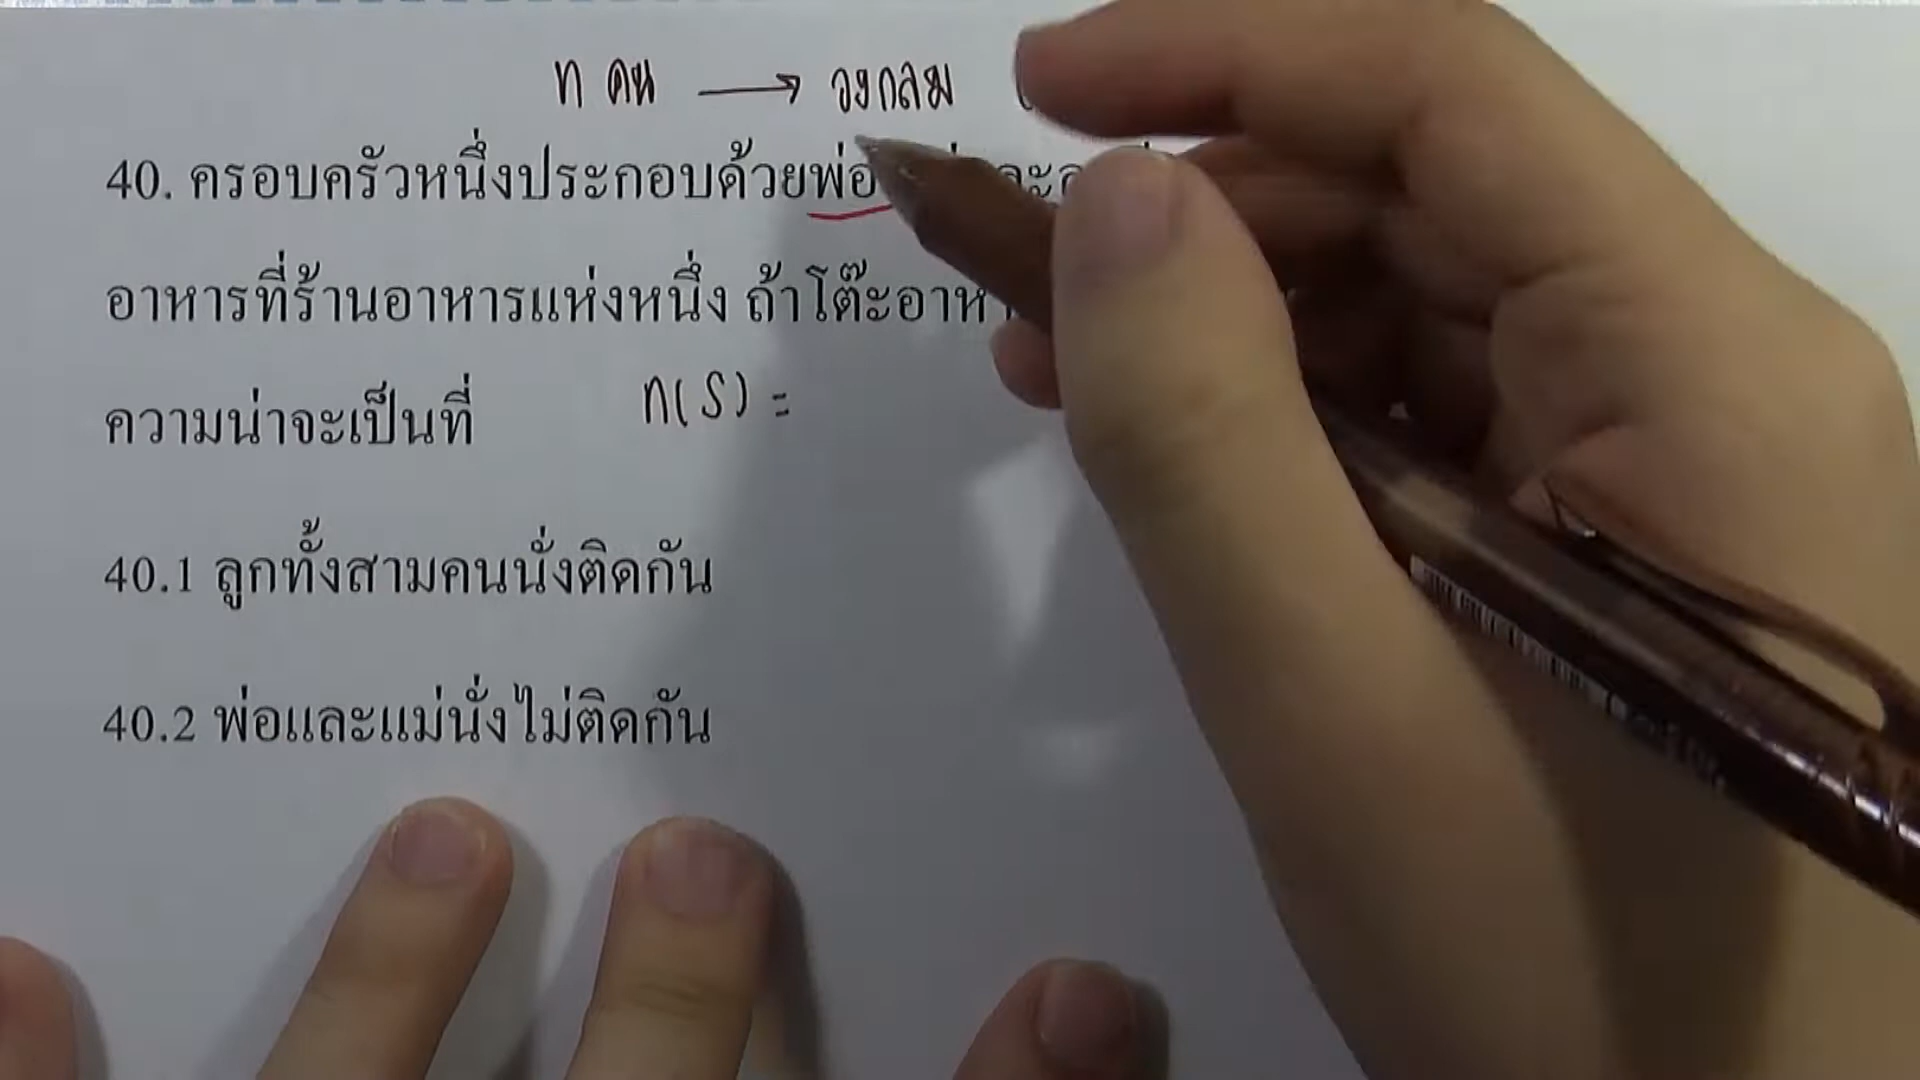 n คน → วงกลม
40. ครอบครัวหนึ่งประกอบด้วยพ่อ
อาหารที่ร้านอาหารแห่งหนึ่ง ถ้าโต๊ะอาห
ความน่าจะเป็นที่ n(S) =
40.1 ลูกทั้งสามคนนั่งติดกัน
40.2 พ่อและแม่นั่งไม่ติดกัน